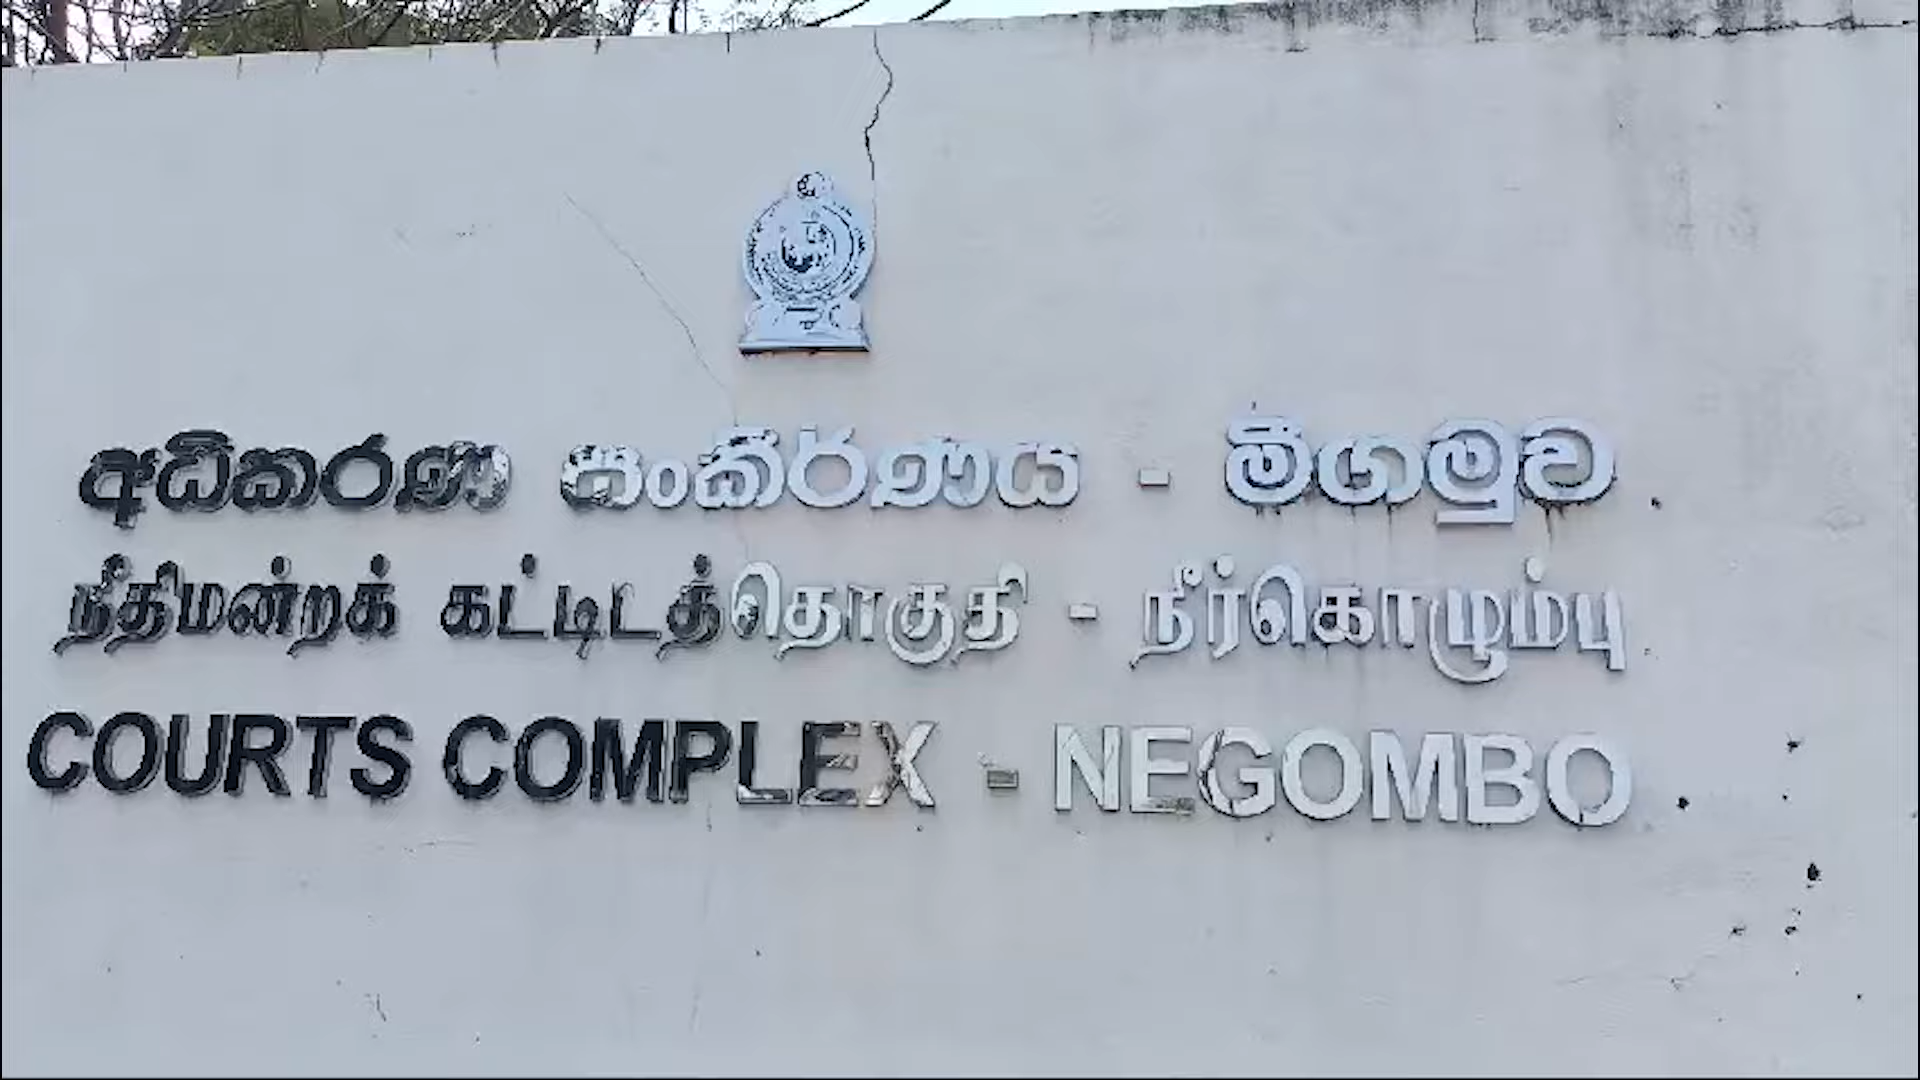 අධිකරණ සංකීර්ණය - මීගමුව
நீதிமன்றக் கட்டிடத்தொகுதி - நீர்கொழும்பு
COURTS COMPLEX - NEGOMBO